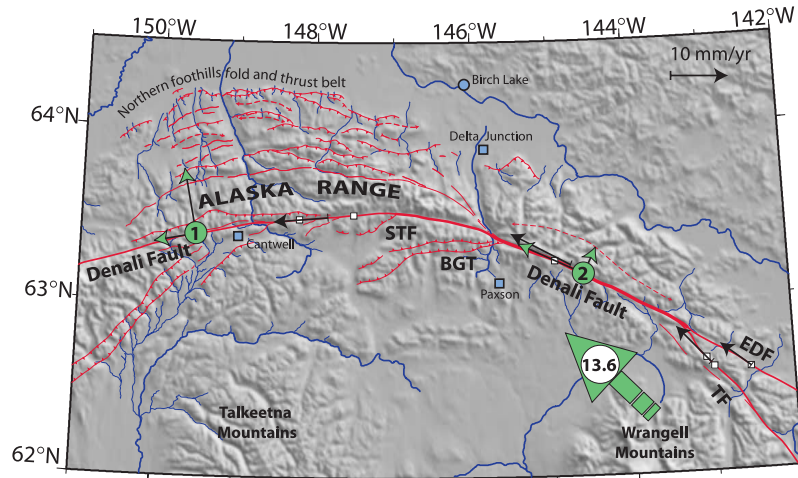 150°W
148°W
146°W
144°W
142°W
10 mm/yr
Northern foothills fold and thrust belt
Birch Lake
64°N
Delta Junction
ALASKA RANGE
1
STF
Cantwell
Denali Fault
BGT
2
Denali Fault
63°N
Paxson
EDF
13.6
TF
Talkeetna
Mountains
Wrangell
Mountains
62°N